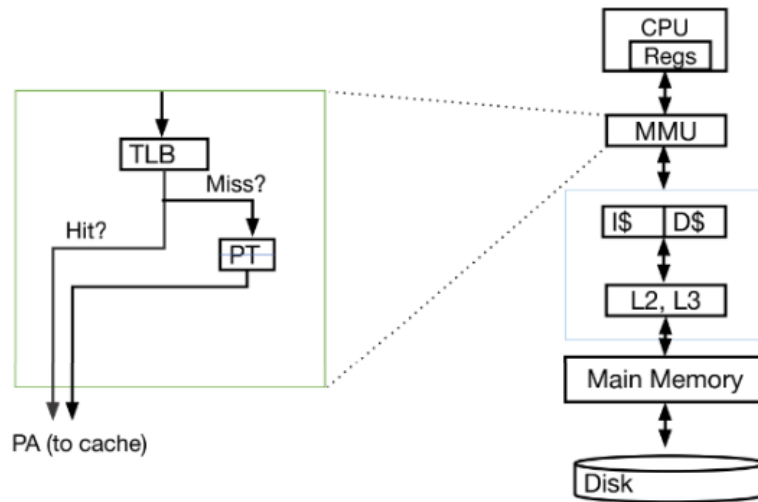 CPU
Regs
MMU
TLB
Miss?
Hit?
PT
I$ D$
L2, L3
Main Memory
PA (to cache)
Disk